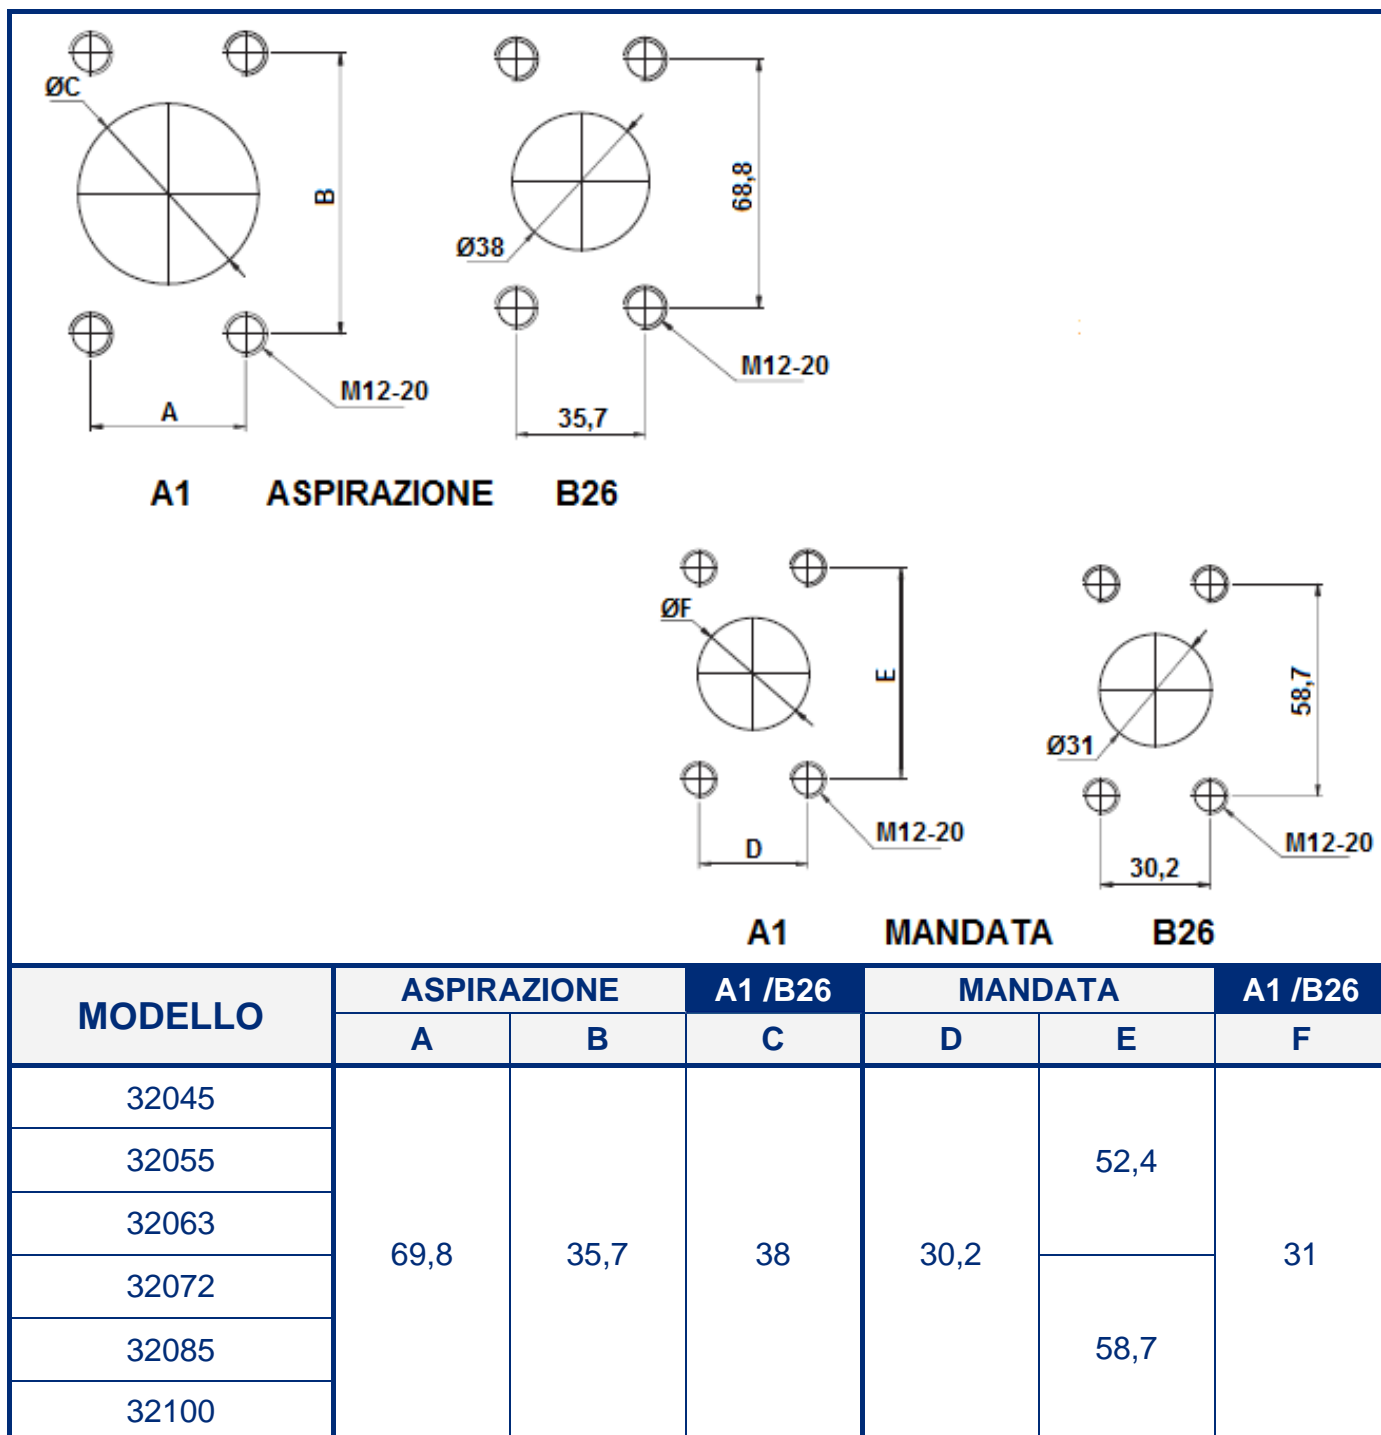 ØC
B
A
M12-20
Ø38
68,8
35,7
M12-20
A1 ASPIRAZIONE B26
ØF
E
D
M12-20
Ø31
58,7
30,2
M12-20
A1 MANDATA B26
MODELLO ASPIRAZIONE A1 /B26 MANDATA A1 /B26
A B C D E F
32045
32055 52,4
32063
69,8 35,7 38 30,2 31
32072
32085 58,7
32100